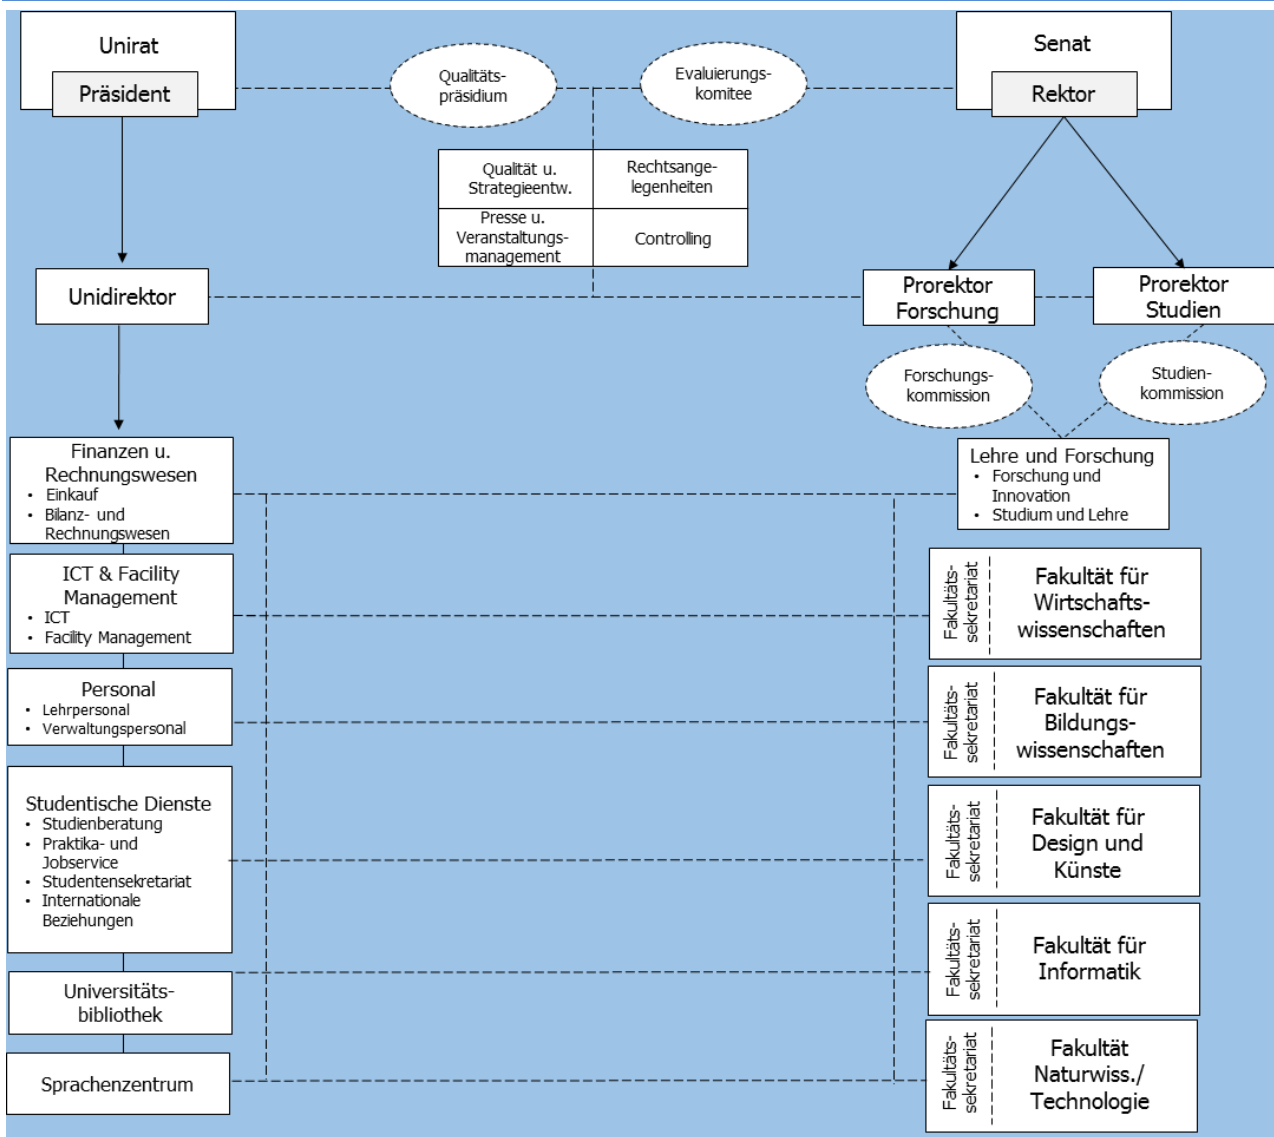 Unirat
Präsident
Qualitäts-
präsidium
Evaluierungs-
komitee
Senat
Rektor
Qualität u.
Strategieentw.
Rechtsange-
legenheiten
Presse u.
Veranstaltungs-
management
Controlling
Unidirektor
Prorektor
Forschung
Prorektor
Studien
Forschungs-
kommission
Studien-
kommission
Finanzen u.
Rechnungswesen
• Einkauf
• Bilanz- und
Rechnungswesen
Lehre und Forschung
• Forschung und
Innovation
• Studium und Lehre
ICT & Facility
Management
• ICT
• Facility Management
Fakultäts-
sekretariat
Fakultät für
Wirtschafts-
wissenschaften
Personal
• Lehrpersonal
• Verwaltungspersonal
Fakultäts-
sekretariat
Fakultät für
Bildungs-
wissenschaften
Studentische Dienste
• Studienberatung
• Praktika- und
Jobservice
• Studentensekretariat
• Internationale
Beziehungen
Fakultäts-
sekretariat
Fakultät für
Design und
Künste
Universitäts-
bibliothek
Fakultäts-
sekretariat
Fakultät für
Informatik
Sprachenzentrum
Fakultäts-
sekretariat
Fakultät
Naturwiss./
Technologie